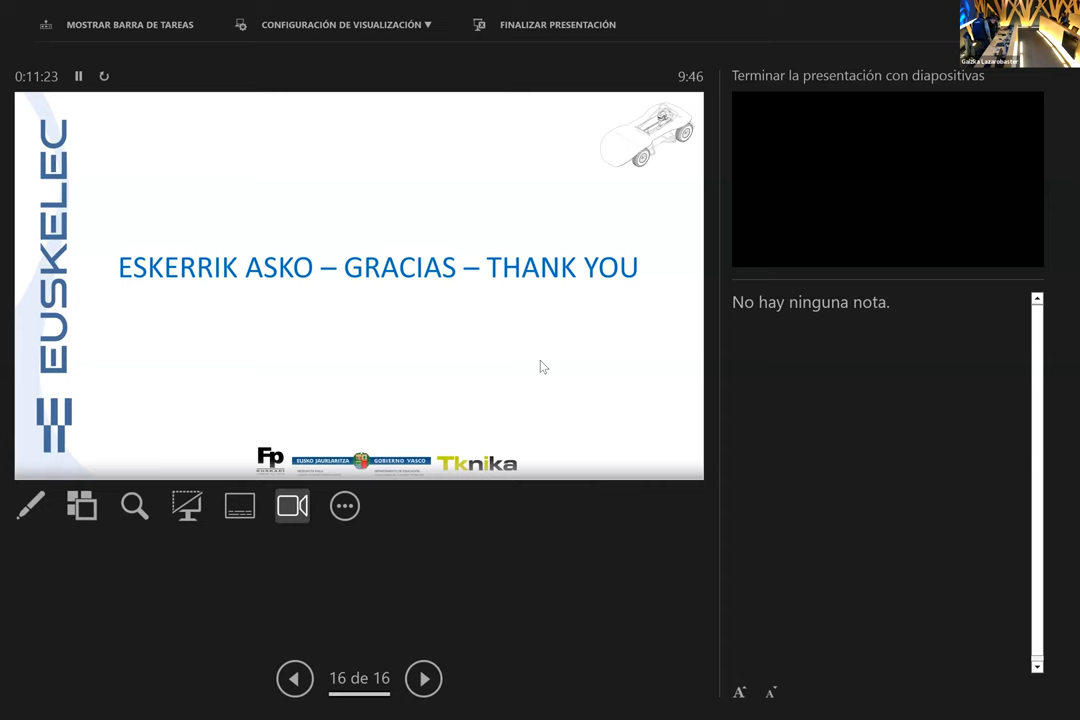 MOSTRAR BARRA DE TAREAS
CONFIGURACIÓN DE VISUALIZACIÓN ▼
FINALIZAR PRESENTACIÓN
0:11:23
9:46
Terminar la presentación con diapositivas
EUSKELEC
ESKERRIK ASKO – GRACIAS – THANK YOU
Fp
EUSKADI
EUSKO JAURLARITZA
GOBIERNO VASCO
Tknika
No hay ninguna nota.
16 de 16
A
A